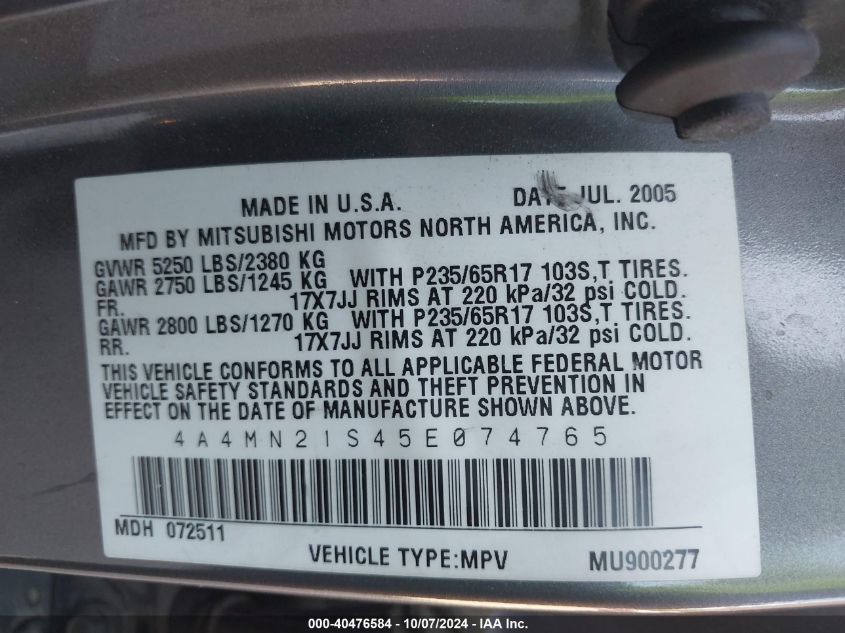 MADE IN U.S.A. DATE JUL. 2005
MFD BY MITSUBISHI MOTORS NORTH AMERICA, INC.
GVWR 5250 LBS/2380 KG
GAWR 2750 LBS/1245 KG WITH P235/65R17 103S,T TIRES.
FR. 17X7JJ RIMS AT 220 kPa/32 psi COLD.
GAWR 2800 LBS/1270 KG WITH P235/65R17 103S,T TIRES.
RR. 17X7JJ RIMS AT 220 kPa/32 psi COLD.
THIS VEHICLE CONFORMS TO ALL APPLICABLE FEDERAL MOTOR
VEHICLE SAFETY STANDARDS AND THEFT PREVENTION IN
EFFECT ON THE DATE OF MANUFACTURE SHOWN ABOVE.
4A4MN21S45E074765
MDH 072511
VEHICLE TYPE:MPV MU900277
000-40476584 - 10/07/2024 - IAA Inc.